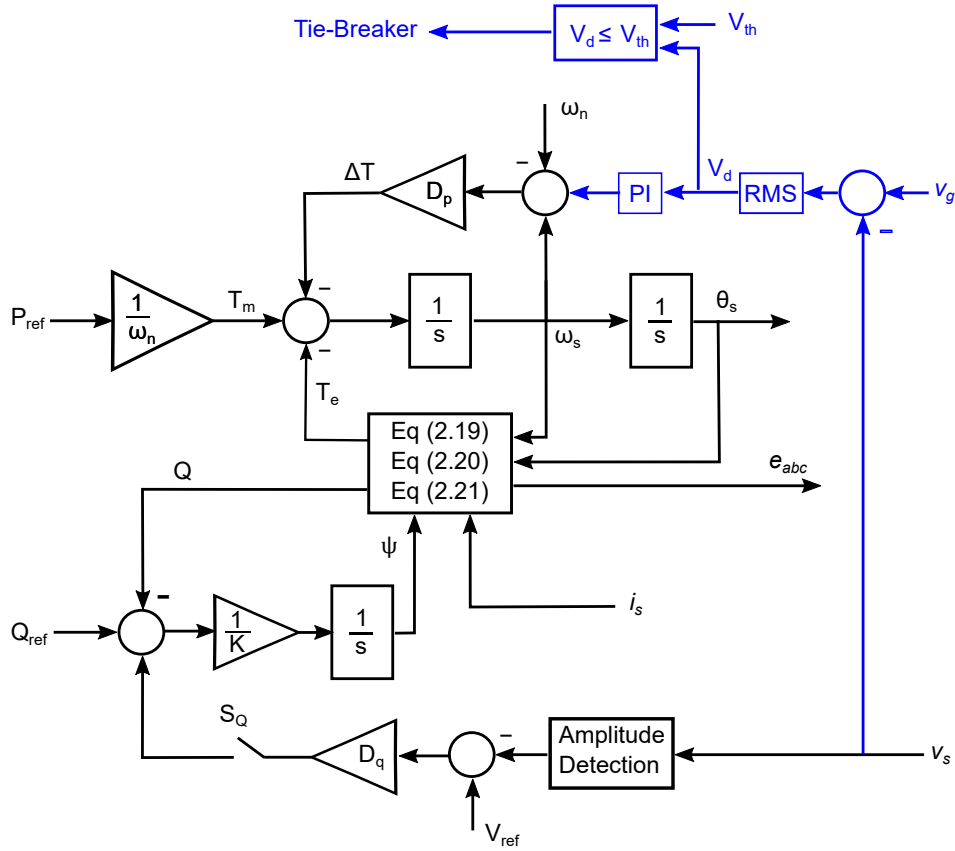 Tie-Breaker
V_d ≤ V_th
V_th
ω_n
−
ΔT
D_p
PI
V_d
RMS
v_g
−
−
P_ref
1
ω_n
T_m
−
1
s
ω_s
1
s
θ_s
T_e
Eq (2.19)
Eq (2.20)
Eq (2.21)
e_abc
Q
ψ
−
i_s
Q_ref
1
K
1
s
S_Q
D_q
−
Amplitude
Detection
v_s
V_ref